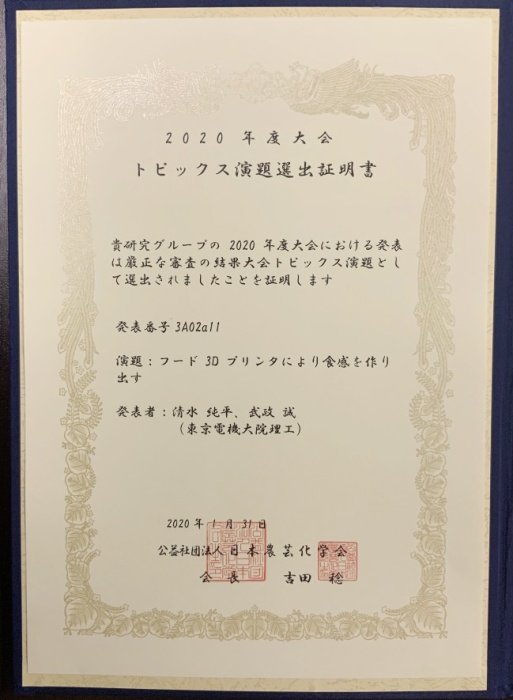 2020 年度大会
トピックス演題選出証明書
貴研究グループの 2020 年度大会における発表
は厳正な審査の結果大会トピックス演題とし
て選出されましたことを証明します
発表番号 3A02a11
演題：フード 3D プリンタにより食感を作り
出す
発表者：清水 純平、武政 誠
（東京電機大院理工）
2020 年 1 月 31 日
公益社団法人 日本農芸化学会
会 長 吉田 稔